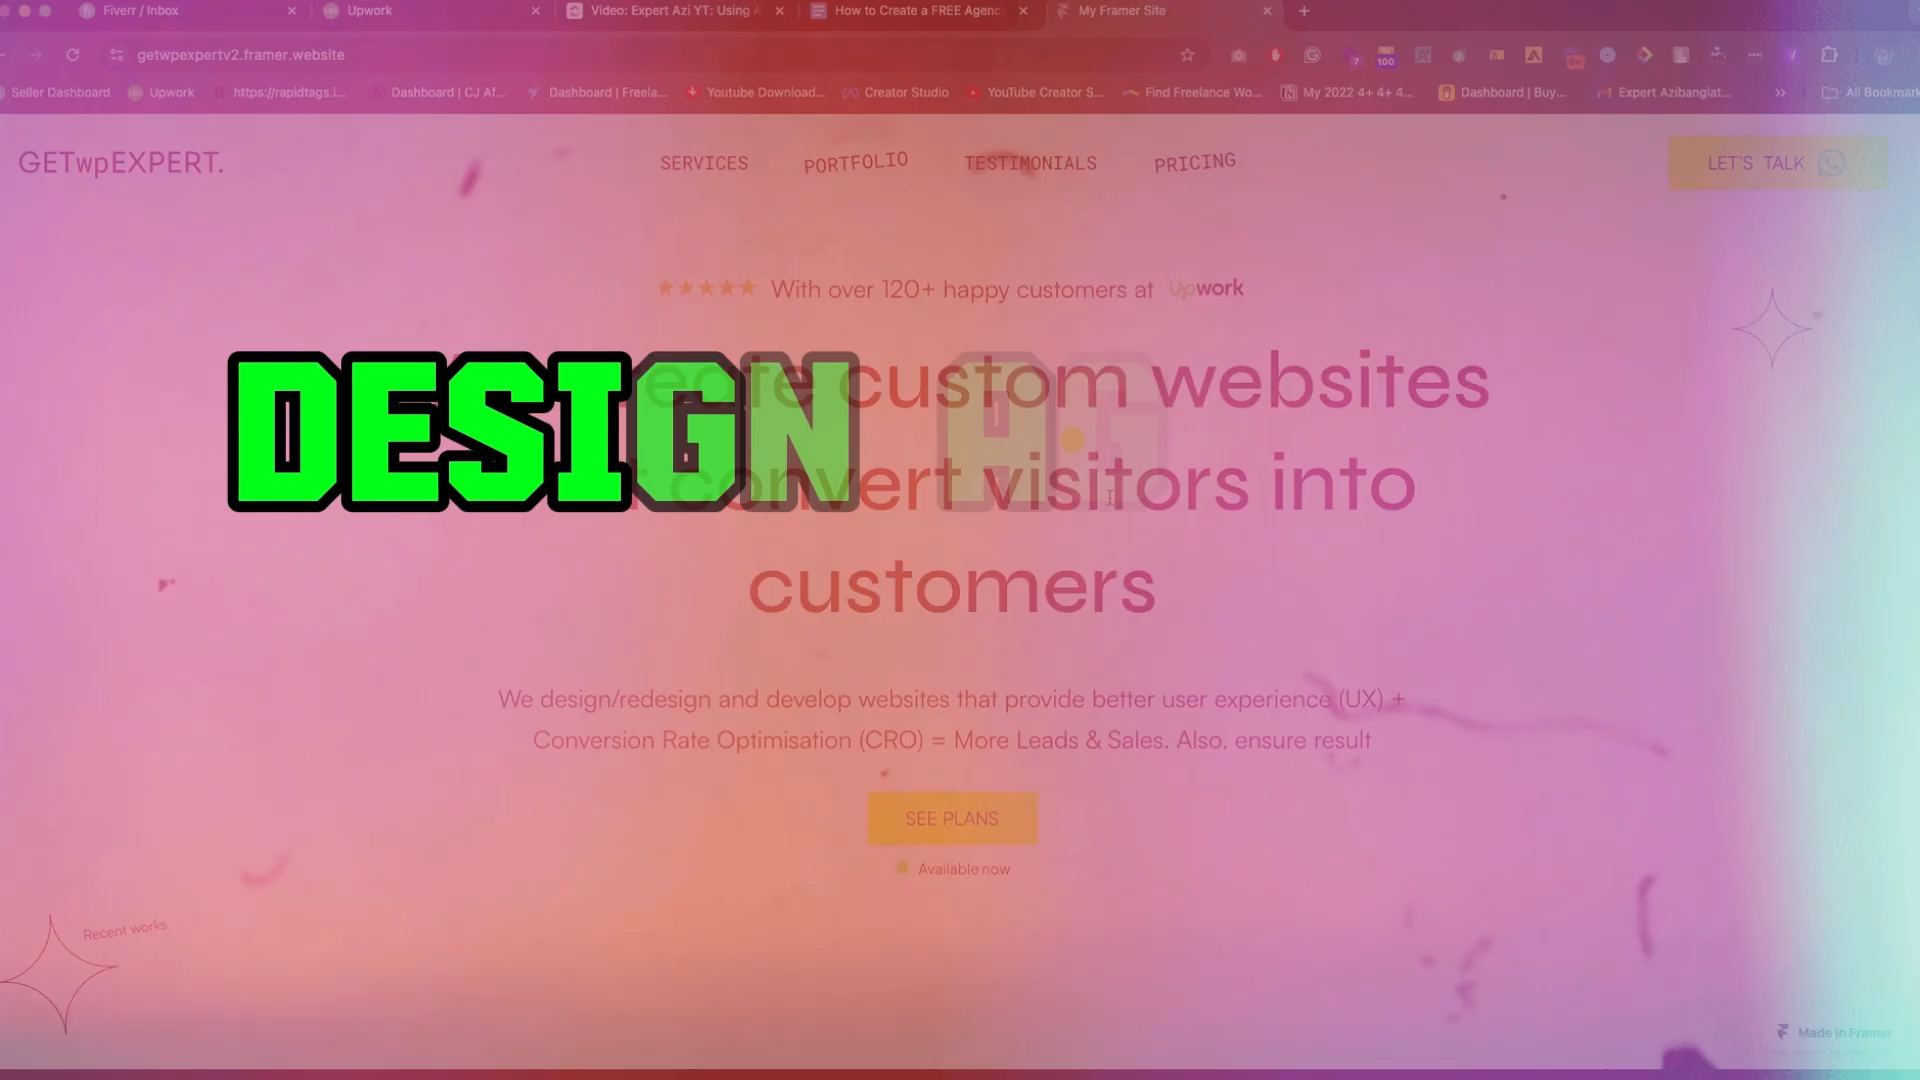 Fiverr / Inbox
Upwork
Video: Expert Azi YT: Using A
How to Create a FREE Agenc
My Framer Site
getwpexpertv2.framer.website
7
100
Seller Dashboard
Upwork
https://rapidtags.i...
Dashboard | CJ Af...
Dashboard | Freela...
Youtube Download...
Creator Studio
YouTube Creator S...
Find Freelance Wo...
My 2022 4+ 4+ 4...
Dashboard | Buy...
Expert Azibanglat...
All Bookmark
GETwpEXPERT.
SERVICES
PORTFOLIO
TESTIMONIALS
PRICING
LET'S TALK
With over 120+ happy customers at upwork
DESIGN
custom websites
convert visitors into
customers
We design/redesign and develop websites that provide better user experience (UX) +
Conversion Rate Optimisation (CRO) = More Leads & Sales. Also, ensure result
SEE PLANS
Available now
Recent works
Made in Framer